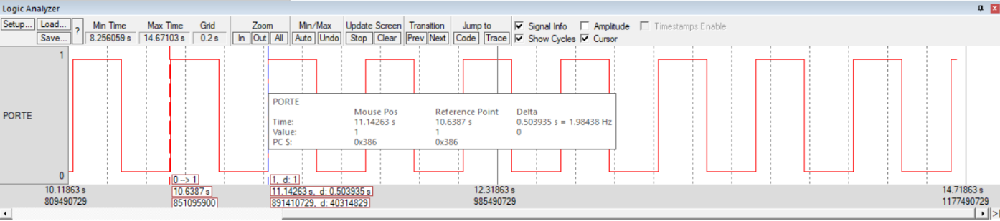 Logic Analyzer
Setup... Load... ? Min Time Max Time Grid Zoom Min/Max Update Screen Transition Jump to Signal Info Amplitude Timestamps Enable
Save... 8.256059 s 14.67103 s 0.2 s In Out All Auto Undo Stop Clear Prev Next Code Trace Show Cycles Cursor
1
PORTE
0
PORTE
Mouse Pos Reference Point Delta
Time: 11.14263 s 10.6387 s 0.503935 s = 1.98438 Hz
Value: 1 1 0
PC $: 0x386 0x386
0 --> 1 1, d: 1
10.11863 s 10.6387 s 11.14263 s, d: 0.503935 s 12.31863 s 14.71863 s
809490729 851095900 891410729, d: 40314829 985490729 1177490729